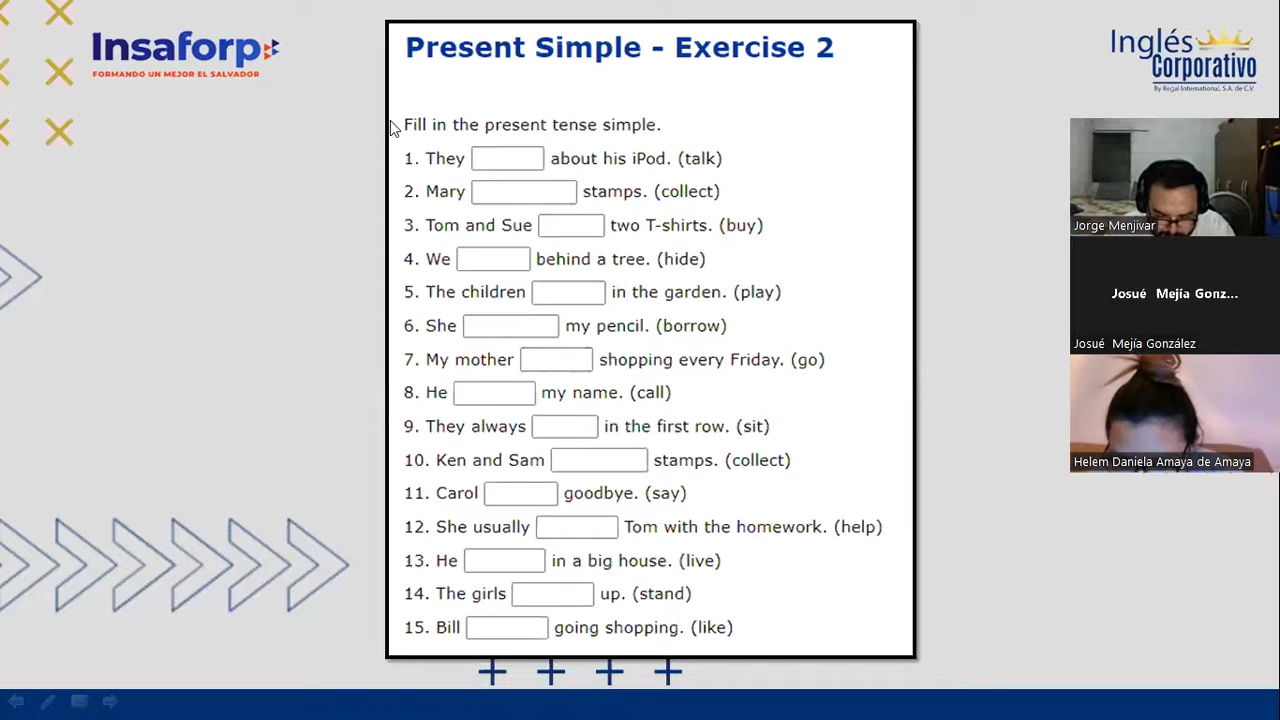 Insaforp
FORMANDO UN MEJOR EL SALVADOR
Inglés
Corporativo
By Regal International, S.A. de C.V.
Present Simple - Exercise 2
Fill in the present tense simple.
1. They about his iPod. (talk)
2. Mary stamps. (collect)
3. Tom and Sue two T-shirts. (buy)
4. We behind a tree. (hide)
5. The children in the garden. (play)
6. She my pencil. (borrow)
7. My mother shopping every Friday. (go)
8. He my name. (call)
9. They always in the first row. (sit)
10. Ken and Sam stamps. (collect)
11. Carol goodbye. (say)
12. She usually Tom with the homework. (help)
13. He in a big house. (live)
14. The girls up. (stand)
15. Bill going shopping. (like)
Jorge Menjivar
Josué Mejía Gonz...
Josué Mejía González
Helem Daniela Amaya de Amaya